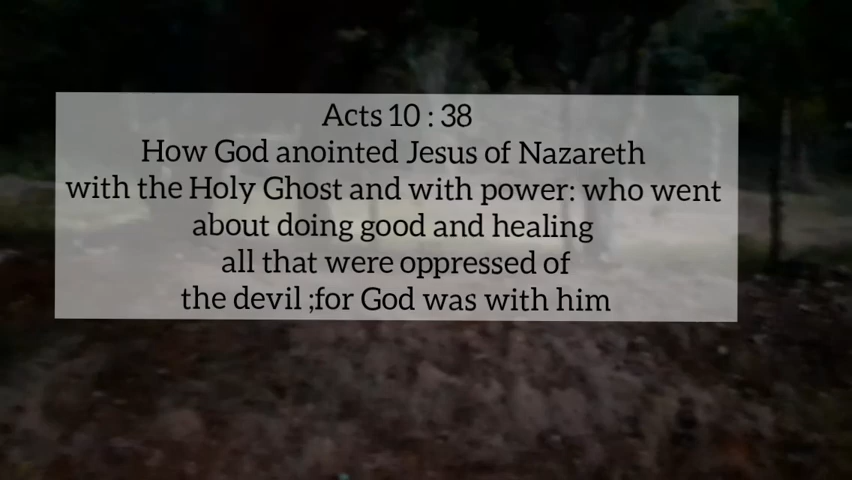 Acts 10 : 38
How God anointed Jesus of Nazareth
with the Holy Ghost and with power: who went
about doing good and healing
all that were oppressed of
the devil ;for God was with him